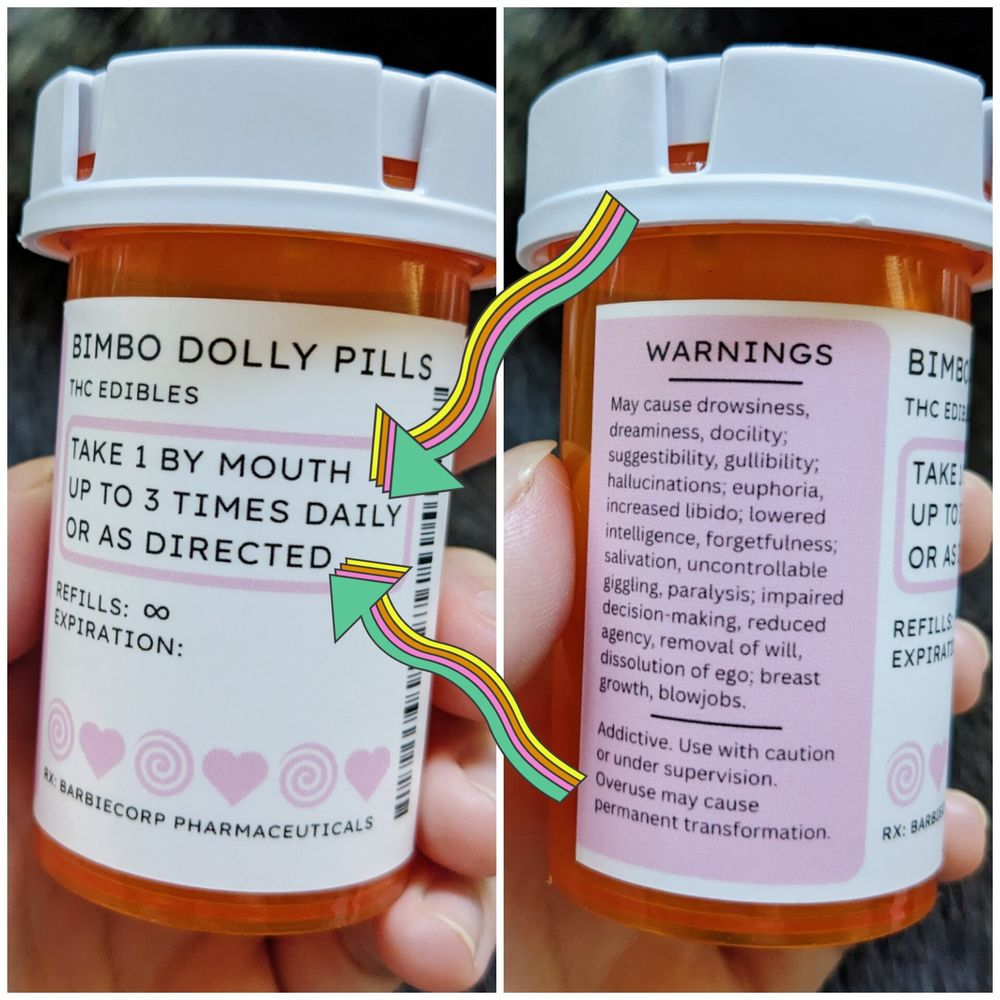 BIMBO DOLLY PILLS
THC EDIBLES
TAKE 1 BY MOUTH
UP TO 3 TIMES DAILY
OR AS DIRECTED
REFILLS: ∞
EXPIRATION:
RX: BARBIECORP PHARMACEUTICALS
WARNINGS
May cause drowsiness,
dreaminess, docility;
suggestibility, gullibility;
hallucinations; euphoria,
increased libido; lowered
intelligence, forgetfulness;
salivation, uncontrollable
giggling, paralysis; impaired
decision-making, reduced
agency, removal of will,
dissolution of ego; breast
growth, blowjobs.
Addictive. Use with caution
or under supervision.
Overuse may cause
permanent transformation.
BIMBO
THC EDIB
TAKE 1
UP TO
OR AS
REFILLS:
EXPIRATI
RX: BARBIE